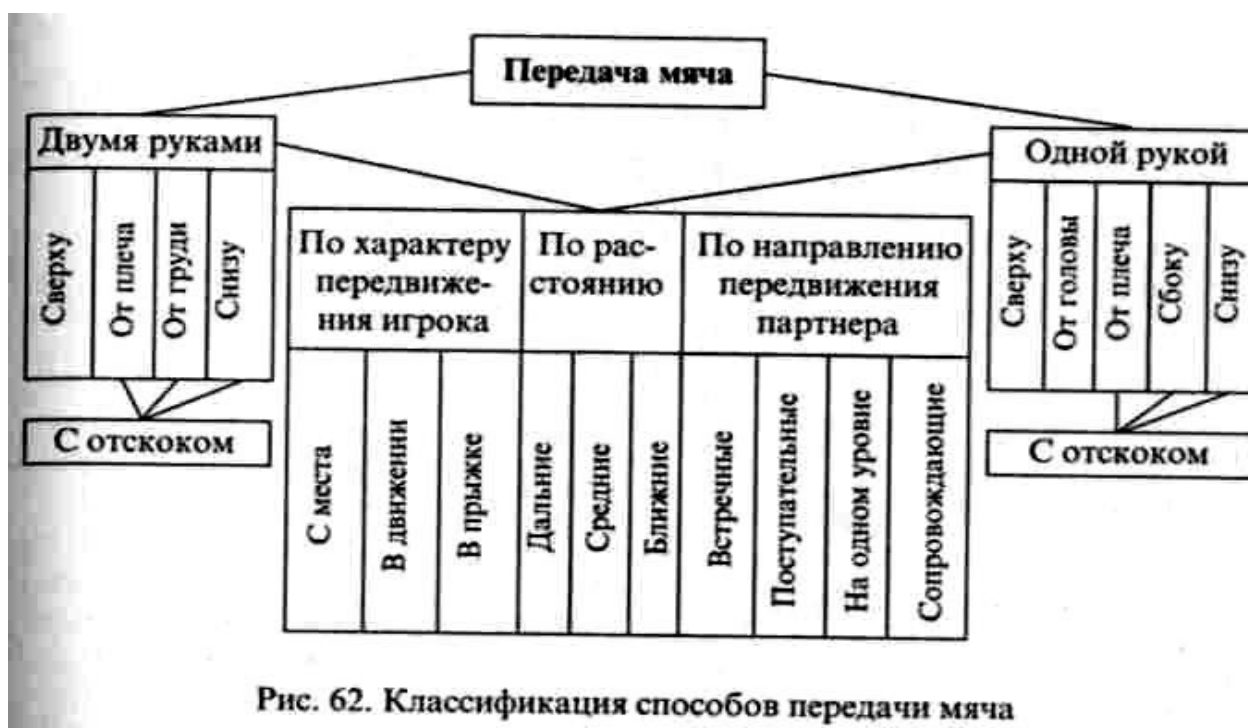 Передача мяча
Двумя руками
Сверху
От плеча
От груди
Снизу
С отскоком
По характеру
передвиже-
ния игрока
С места
В движении
В прыжке
По рас-
стоянию
Дальние
Средние
Ближние
По направлению
передвижения
партнера
Встречные
Поступательные
На одном уровне
Сопровождающие
Одной рукой
Сверху
От головы
От плеча
Сбоку
Снизу
С отскоком
Рис. 62. Классификация способов передачи мяча